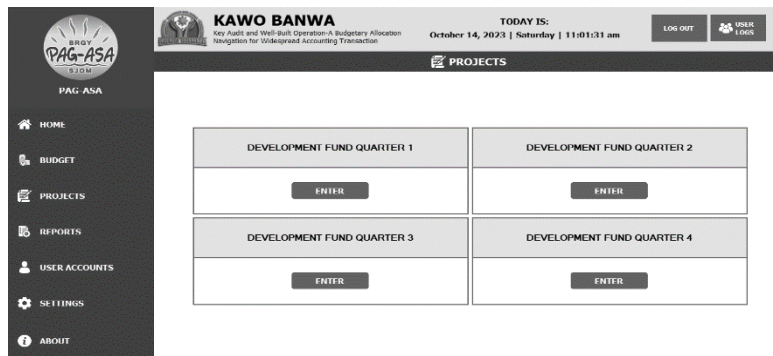 BRGY
PAG-ASA
SJDM
PAG-ASA
HOME
BUDGET
PROJECTS
REPORTS
USER ACCOUNTS
SETTINGS
ABOUT
KAWO BANWA
Key Audit and Well-Built Operation-A Budgetary Allocation
Navigation for Widespread Accounting Transaction
TODAY IS:
October 14, 2023 | Saturday | 11:01:31 am
LOG OUT
USER
LOGS
PROJECTS
DEVELOPMENT FUND QUARTER 1
ENTER
DEVELOPMENT FUND QUARTER 2
ENTER
DEVELOPMENT FUND QUARTER 3
ENTER
DEVELOPMENT FUND QUARTER 4
ENTER